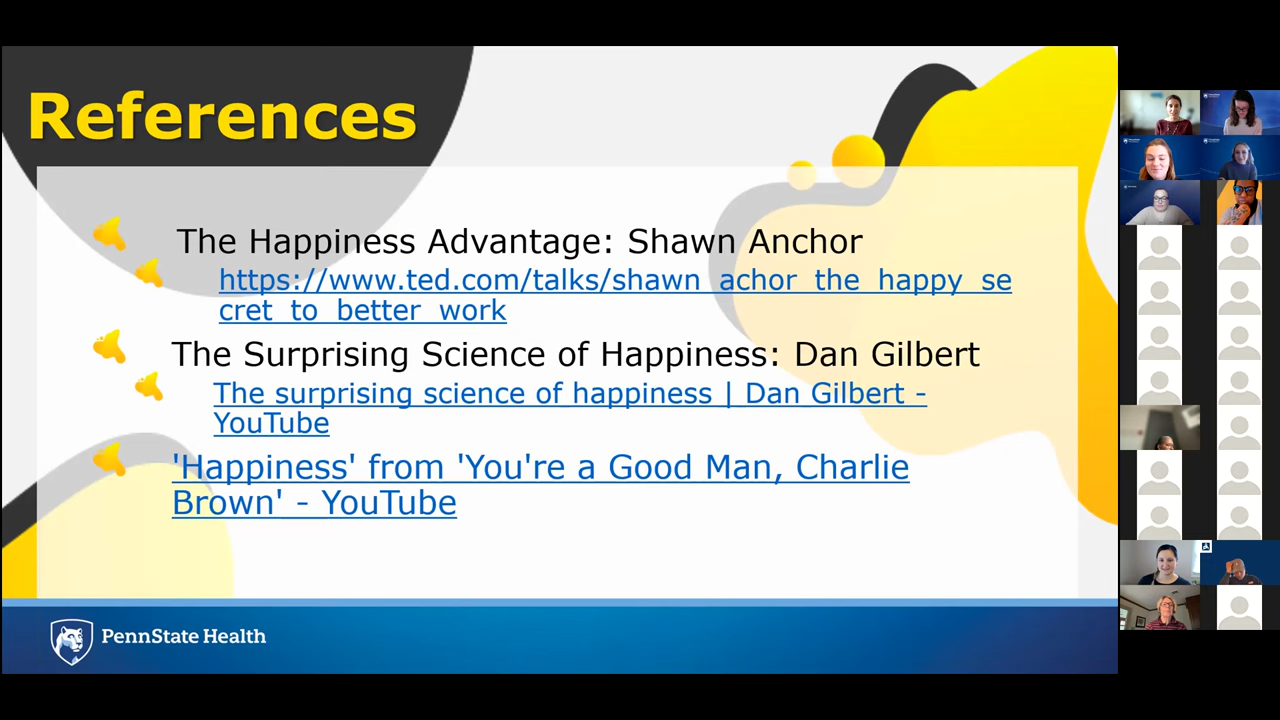 References
The Happiness Advantage: Shawn Anchor
https://www.ted.com/talks/shawn_achor_the_happy_se
cret_to_better_work
The Surprising Science of Happiness: Dan Gilbert
The surprising science of happiness | Dan Gilbert -
YouTube
'Happiness' from 'You're a Good Man, Charlie
Brown' - YouTube
PennState Health